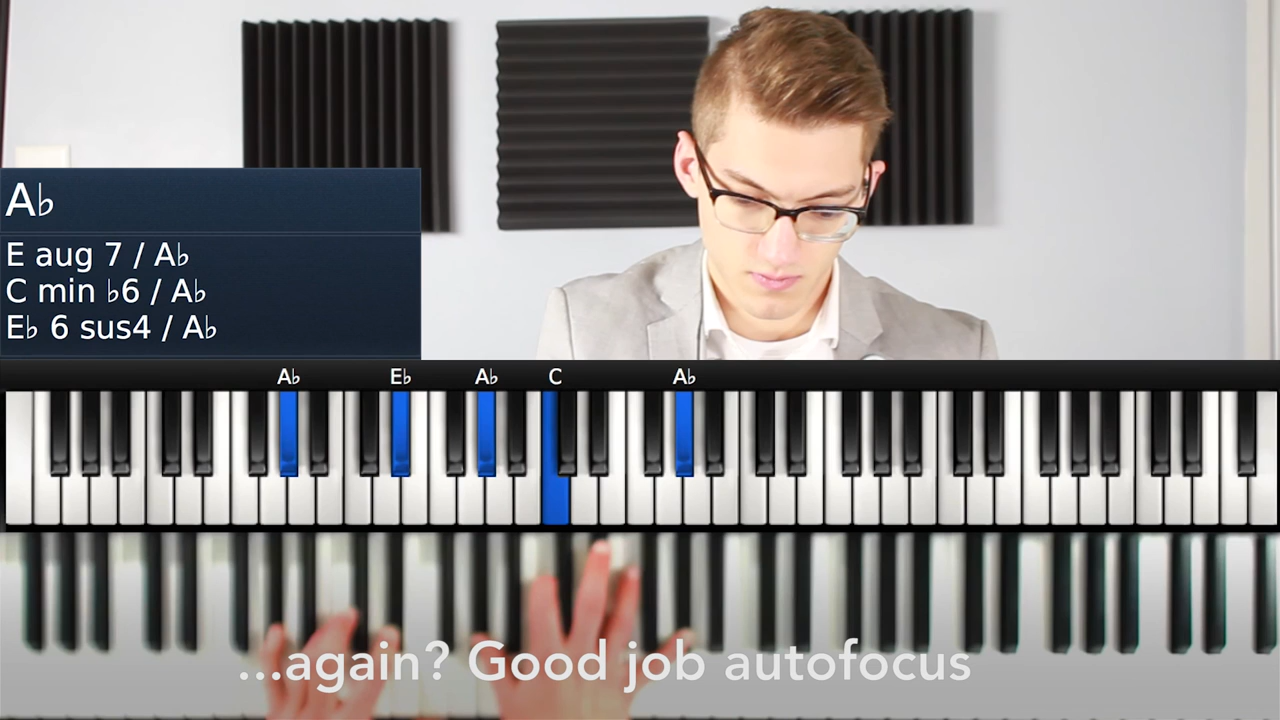 A♭
E aug 7 / A♭
C min ♭6 / A♭
E♭ 6 sus4 / A♭
A♭ E♭ A♭ C A♭
...again? Good job autofocus